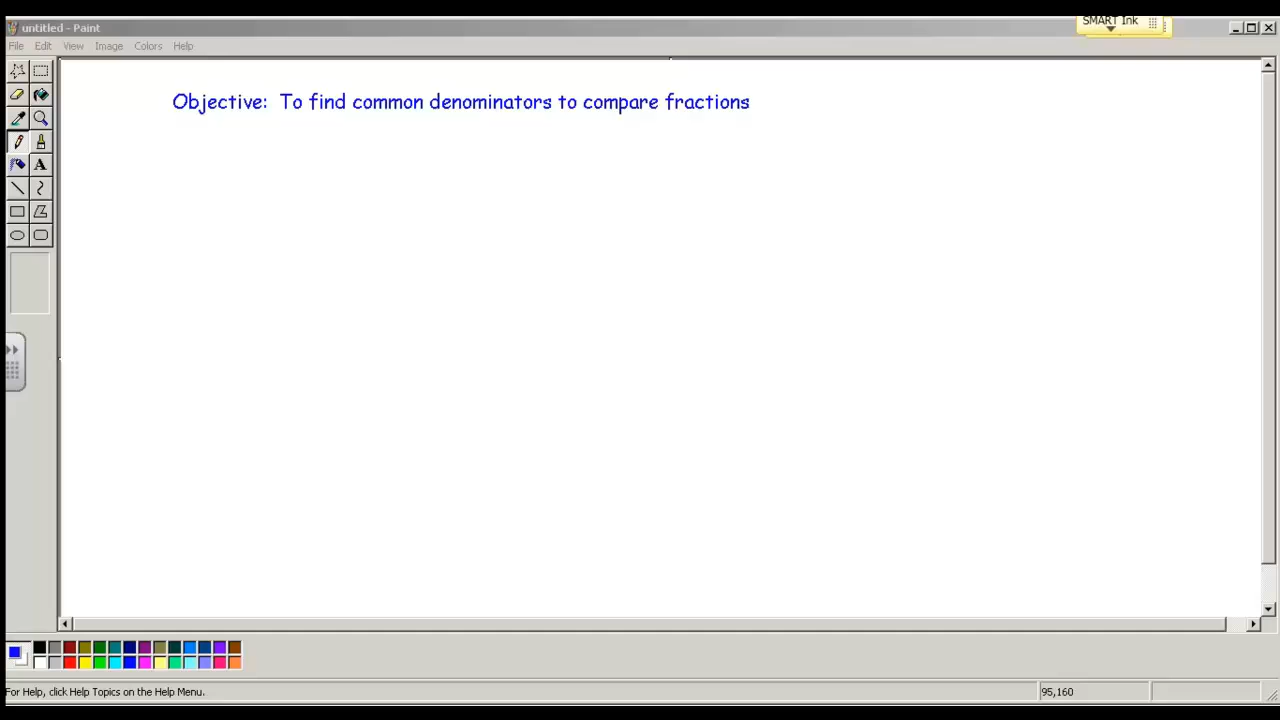 untitled - Paint
SMART Ink
File Edit View Image Colors Help
Objective: To find common denominators to compare fractions
A
For Help, click Help Topics on the Help Menu.
95,160